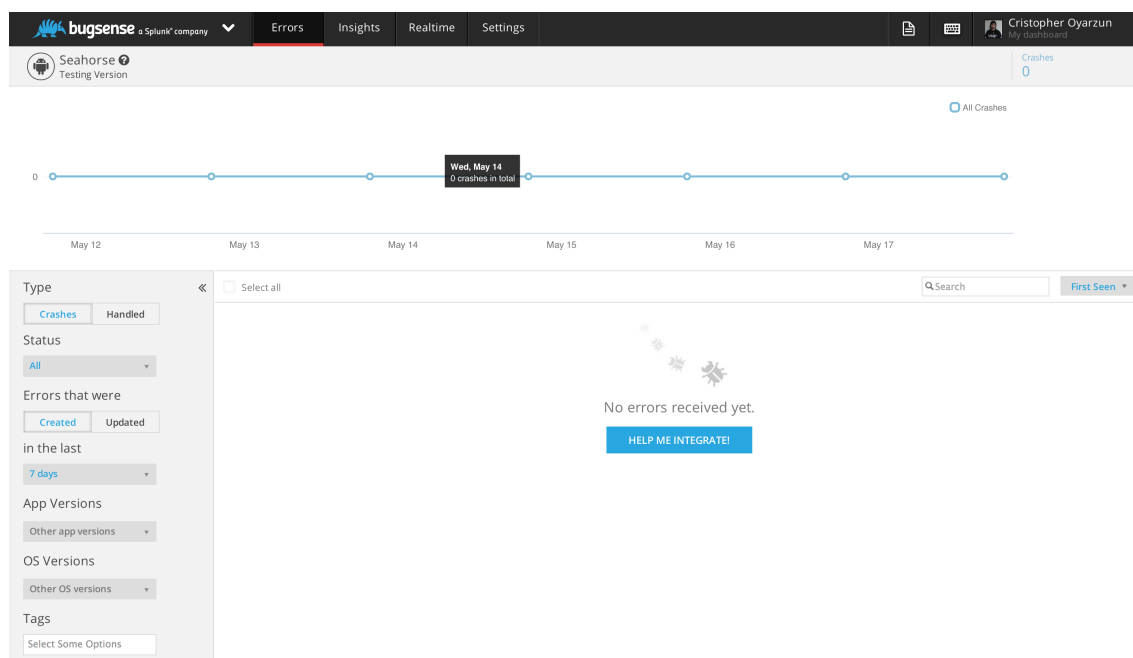 bugsense a Splunk* company
Errors
Insights
Realtime
Settings
Cristopher Oyarzun
My dashboard
Seahorse
Testing Version
Crashes
0
All Crashes
Wed, May 14
0 crashes in total
0
May 12
May 13
May 14
May 15
May 16
May 17
Type
Crashes
Handled
Status
All
Errors that were
Created
Updated
in the last
7 days
App Versions
Other app versions
OS Versions
Other OS versions
Tags
Select Some Options
Select all
Search
First Seen
No errors received yet.
HELP ME INTEGRATE!